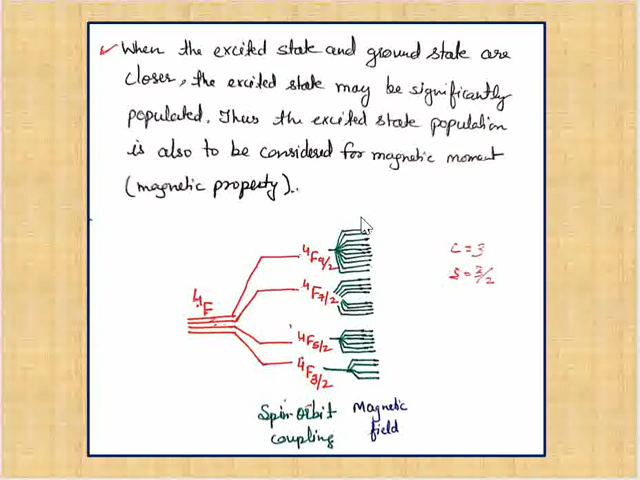 When the excited state and ground state are
closer, the excited state may be significantly
populated. Thus the excited state population
is also to be considered for magnetic moment
(magnetic property).
4F
4F9/2
4F7/2
4F5/2
4F3/2
L = 3
S = 3/2
Spin-orbit
coupling
Magnetic
field